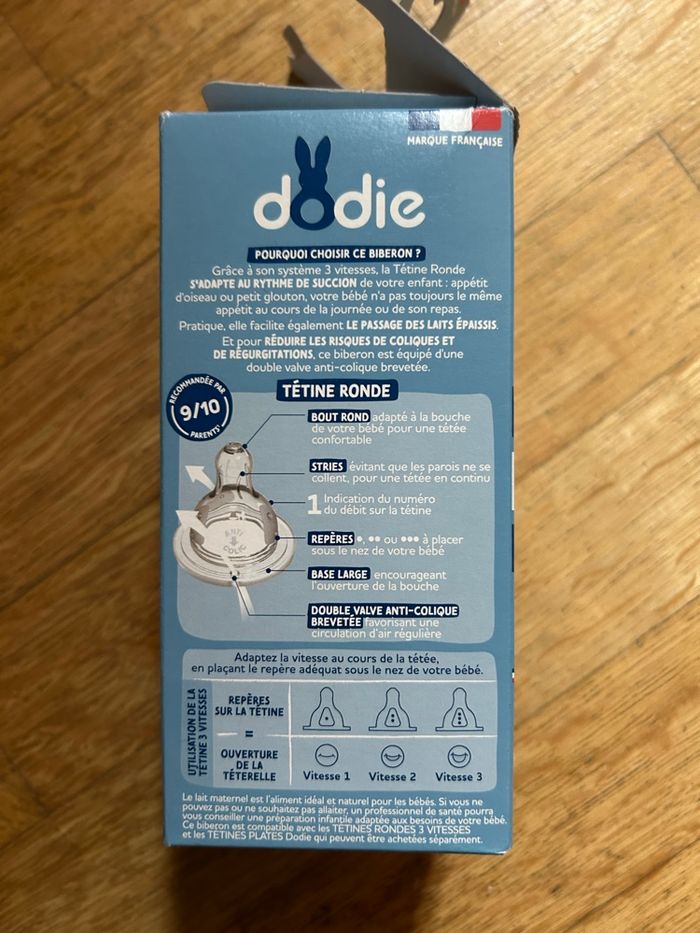 MARQUE FRANÇAISE
dodie
POURQUOI CHOISIR CE BIBERON ?
Grâce à son système 3 vitesses, la Tétine Ronde
S'ADAPTE AU RYTHME DE SUCCION de votre enfant : appétit
d'oiseau ou petit glouton, votre bébé n'a pas toujours le même
appétit au cours de la journée ou de son repas.
Pratique, elle facilite également LE PASSAGE DES LAITS ÉPAISSIS.
Et pour RÉDUIRE LES RISQUES DE COLIQUES ET
DE RÉGURGITATIONS, ce biberon est équipé d'une
double valve anti-colique brevetée.
TÉTINE RONDE
RECOMMANDÉE PAR
9/10
PARENTS
BOUT ROND adapté à la bouche
de votre bébé pour une tétée
confortable
STRIES évitant que les parois ne se
collent, pour une tétée en continu
1 Indication du numéro
du débit sur la tétine
REPÈRES •, •• ou ••• à placer
sous le nez de votre bébé
ANTI
COLIC
BASE LARGE encourageant
l'ouverture de la bouche
DOUBLE VALVE ANTI-COLIQUE
BREVETÉE favorisant une
circulation d'air régulière
Adaptez la vitesse au cours de la tétée,
en plaçant le repère adéquat sous le nez de votre bébé.
UTILISATION DE LA
TÉTINE 3 VITESSES
REPÈRES
SUR LA TÉTINE
=
OUVERTURE
DE LA
TÉTERELLE
Vitesse 1 Vitesse 2 Vitesse 3
Le lait maternel est l'aliment idéal et naturel pour les bébés. Si vous ne
pouvez pas ou ne souhaitez pas allaiter, un professionnel de santé pourra
vous conseiller une préparation infantile adaptée aux besoins de votre bébé.
Ce biberon est compatible avec les TÉTINES RONDES 3 VITESSES
et les TÉTINES PLATES Dodie qui peuvent être achetées séparément.